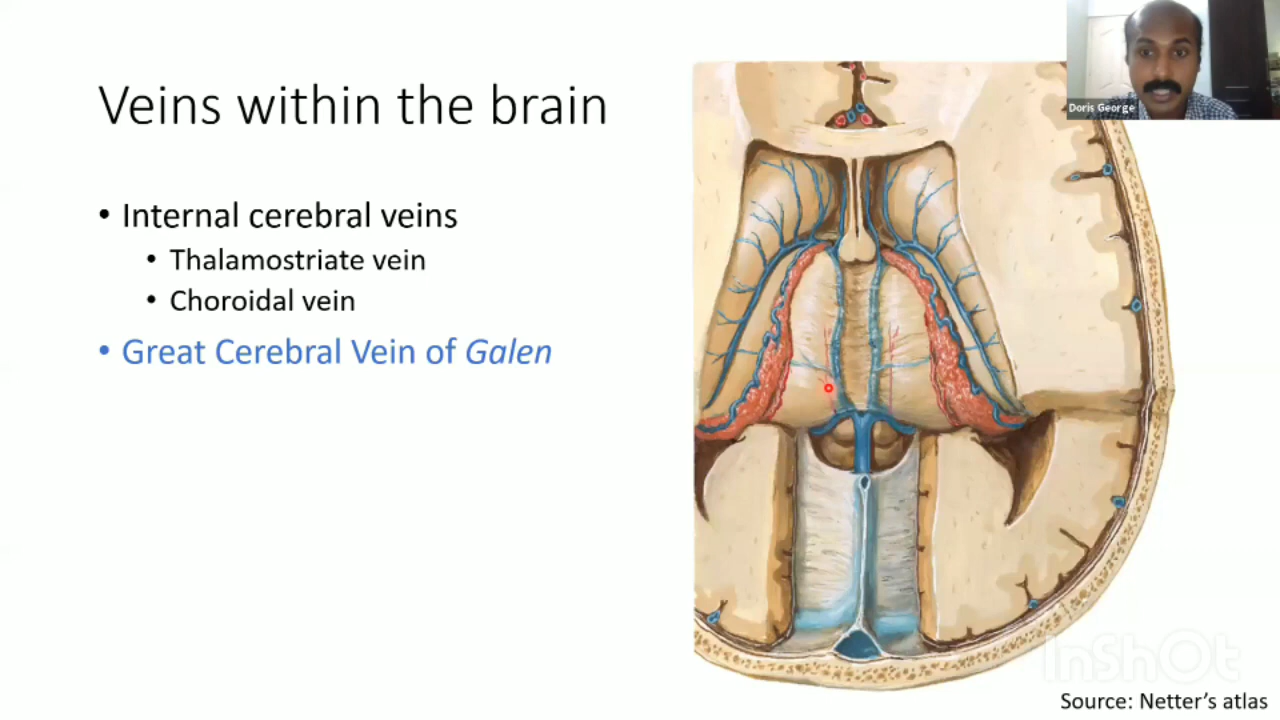 Doris George
Veins within the brain
• Internal cerebral veins
• Thalamostriate vein
• Choroidal vein
• Great Cerebral Vein of Galen
InShOt
Source: Netter's atlas